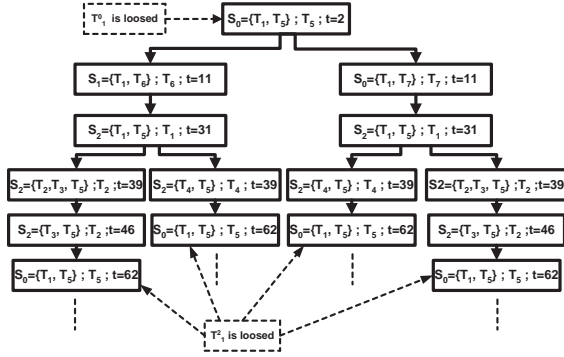 T⁰₁ is loosed
S₀={T₁, T₅} ; T₅ ; t=2
S₁={T₁, T₆} ; T₆ ; t=11
S₀={T₁, T₇} ; T₇ ; t=11
S₂={T₁, T₅} ; T₁ ; t=31
S₂={T₁, T₅} ; T₁ ; t=31
S₂={T₂,T₃, T₅} ;T₂ ;t=39
S₂={T₄, T₅} ; T₄ ; t=39
S₂={T₄, T₅} ; T₄ ; t=39
S2={T₂,T₃, T₅} ;T₂ ;t=39
S₂={T₃, T₅} ;T₂ ;t=46
S₀={T₁, T₅} ; T₅ ; t=62
S₀={T₁, T₅} ; T₅ ; t=62
S₂={T₃, T₅} ;T₂ ;t=46
S₀={T₁, T₅} ; T₅ ; t=62
S₀={T₁, T₅} ; T₅ ; t=62
T²₁ is loosed